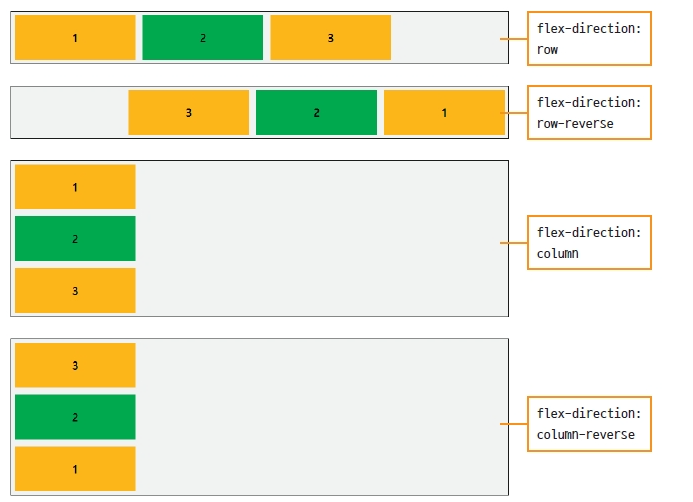 1 2 3
flex-direction:
row
3 2 1
flex-direction:
row-reverse
1
2
3
flex-direction:
column
3
2
1
flex-direction:
column-reverse